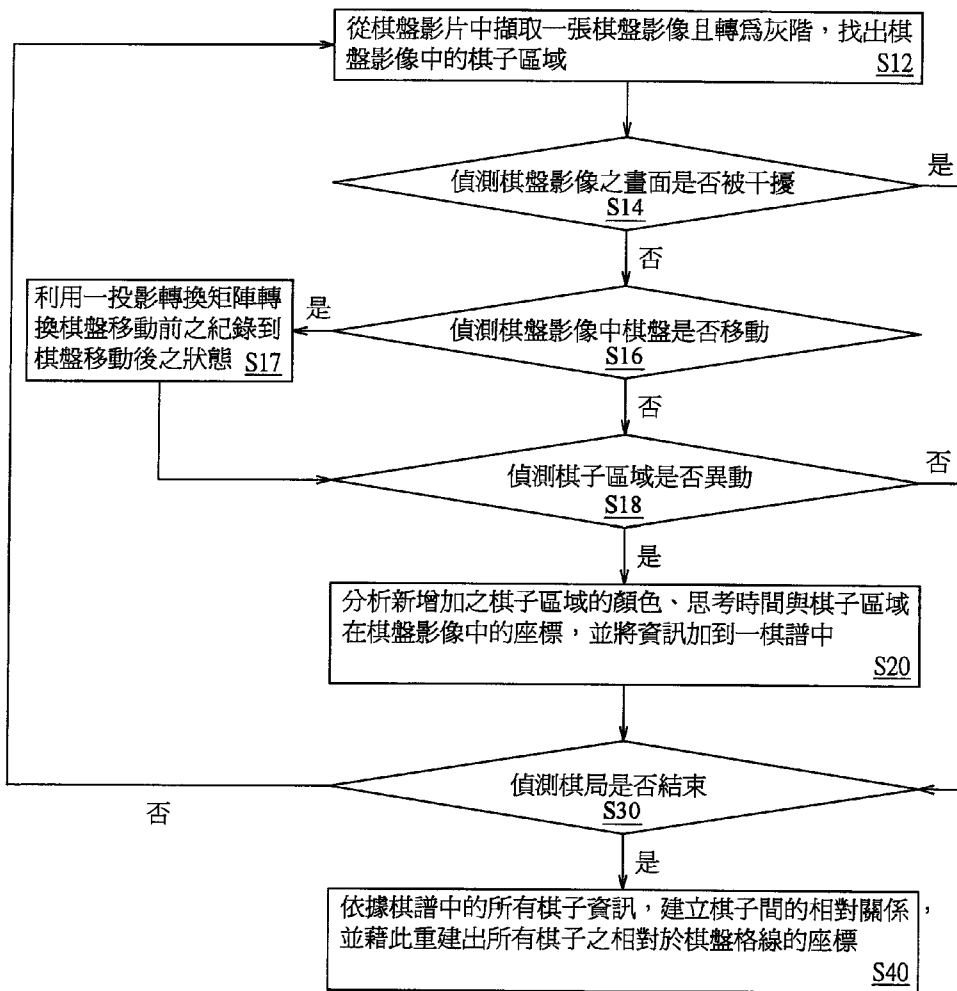 從棋盤影片中擷取一張棋盤影像且轉為灰階，找出棋
盤影像中的棋子區域
S12
偵測棋盤影像之畫面是否被干擾
S14
是
否
偵測棋盤影像中棋盤是否移動
S16
是
利用一投影轉換矩陣轉
換棋盤移動前之紀錄到
棋盤移動後之狀態 S17
否
偵測棋子區域是否異動
S18
否
是
分析新增加之棋子區域的顏色、思考時間與棋子區域
在棋盤影像中的座標，並將資訊加到一棋譜中
S20
偵測棋局是否結束
S30
否
是
依據棋譜中的所有棋子資訊，建立棋子間的相對關係，
並藉此重建出所有棋子之相對於棋盤格線的座標
S40